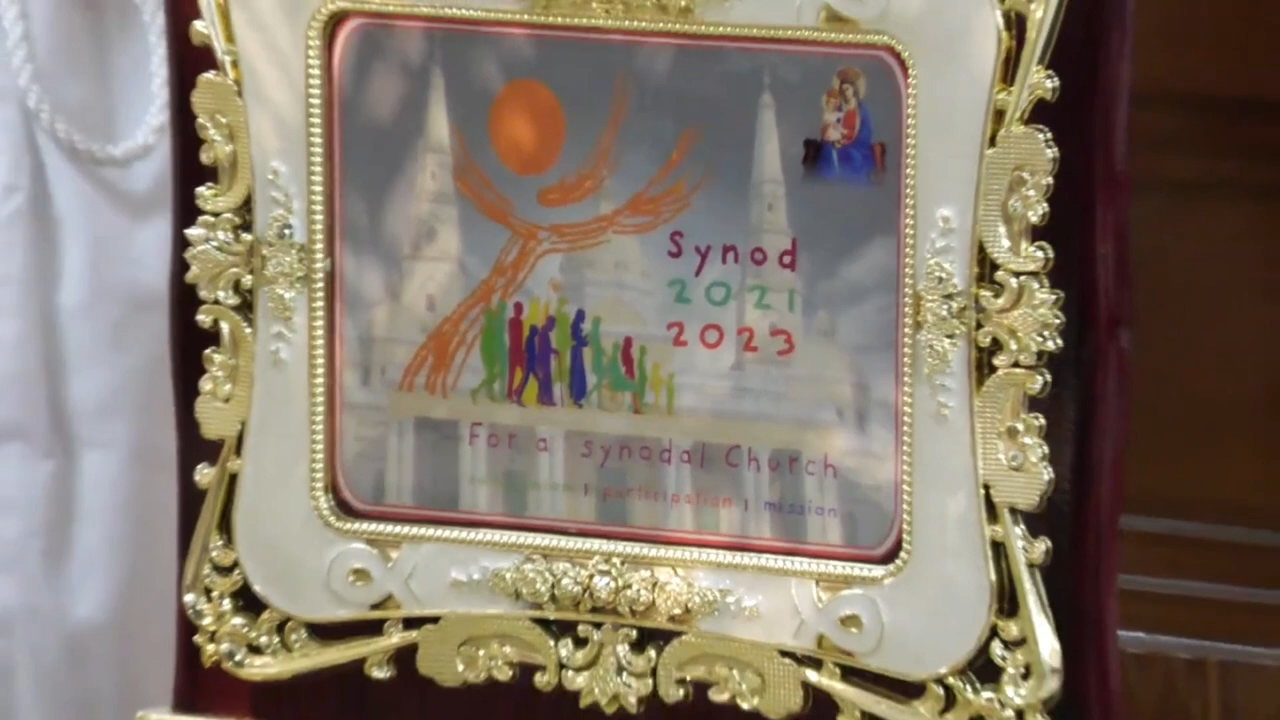 Synod
2021
2023
For a synodal Church
| participation | mission